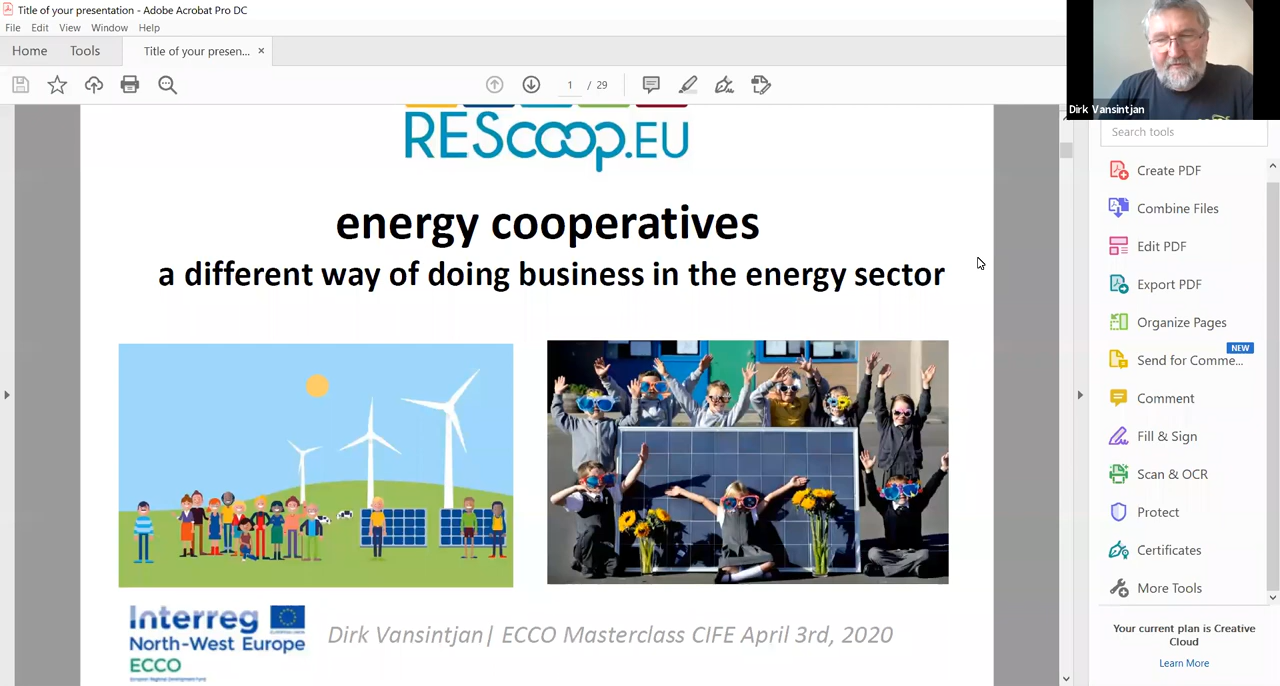 Title of your presentation - Adobe Acrobat Pro DC
File Edit View Window Help
Home Tools Title of your presen... ×
1 / 29
Dirk Vansintjan
Search tools
Create PDF
Combine Files
Edit PDF
Export PDF
Organize Pages
NEW
Send for Comme...
Comment
Fill & Sign
Scan & OCR
Protect
Certificates
More Tools
Your current plan is Creative
Cloud
Learn More
REScoop.EU
energy cooperatives
a different way of doing business in the energy sector
Interreg
North-West Europe
ECCO
European Regional Development Fund
Dirk Vansintjan| ECCO Masterclass CIFE April 3rd, 2020